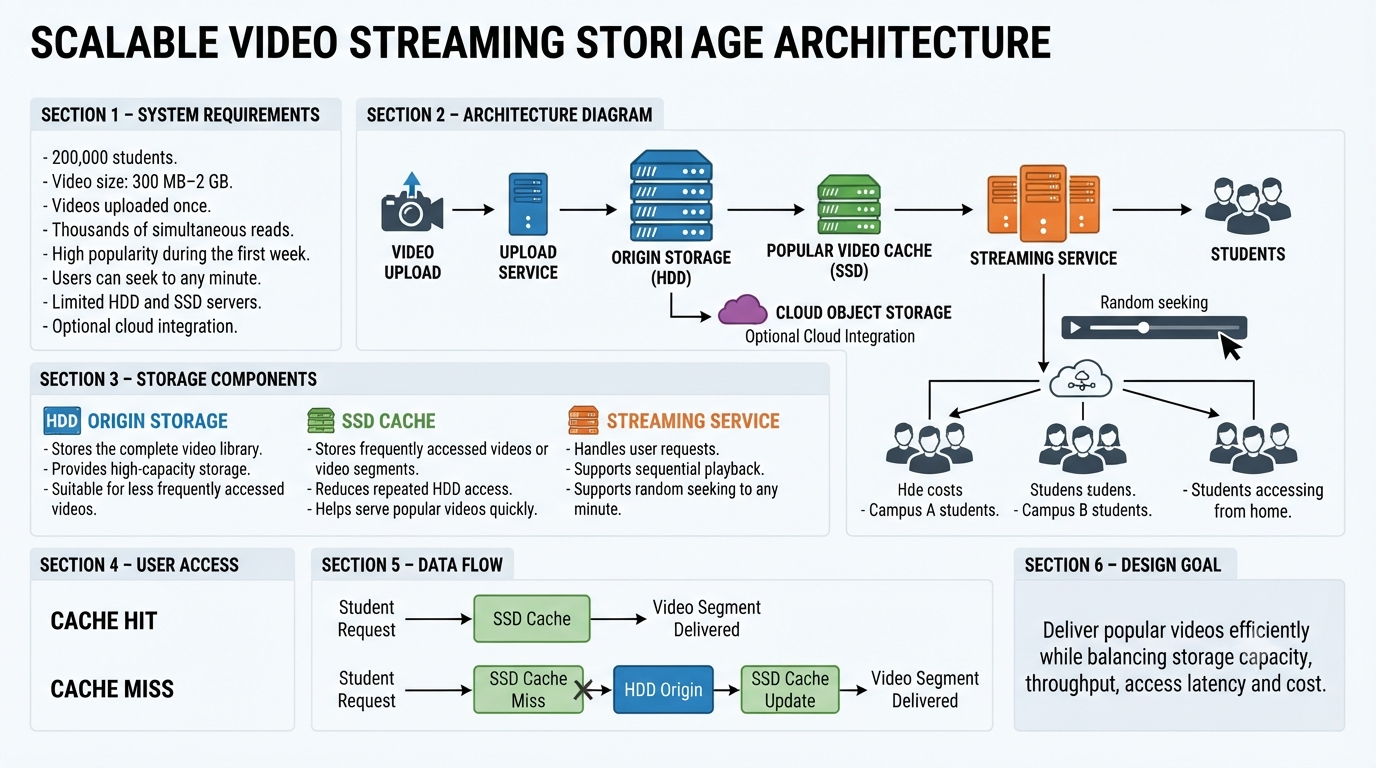 SCALABLE VIDEO STREAMING STORI AGE ARCHITECTURE
SECTION 1 – SYSTEM REQUIREMENTS
- 200,000 students.
- Video size: 300 MB–2 GB.
- Videos uploaded once.
- Thousands of simultaneous reads.
- High popularity during the first week.
- Users can seek to any minute.
- Limited HDD and SSD servers.
- Optional cloud integration.
SECTION 2 – ARCHITECTURE DIAGRAM
VIDEO
UPLOAD
UPLOAD
SERVICE
ORIGIN STORAGE
(HDD)
POPULAR VIDEO CACHE
(SSD)
STREAMING SERVICE
STUDENTS
CLOUD OBJECT STORAGE
Optional Cloud Integration
Random seeking
Hde costs
- Campus A students.
Studens tudens.
- Campus B students.
- Students accessing
from home.
SECTION 3 – STORAGE COMPONENTS
HDD ORIGIN STORAGE
- Stores the complete video library.
- Provides high-capacity storage.
- Suitable for less frequently accessed
videos.
SSD CACHE
- Stores frequently accessed videos or
video segments.
- Reduces repeated HDD access.
- Helps serve popular videos quickly.
STREAMING SERVICE
- Handles user requests.
- Supports sequential playback.
- Supports random seeking to any
minute.
SECTION 4 – USER ACCESS
CACHE HIT
CACHE MISS
SECTION 5 – DATA FLOW
Student
Request
SSD Cache
Video Segment
Delivered
Student
Request
SSD Cache
Miss
HDD Origin
SSD Cache
Update
Video Segment
Delivered
SECTION 6 – DESIGN GOAL
Deliver popular videos efficiently
while balancing storage capacity,
throughput, access latency and cost.